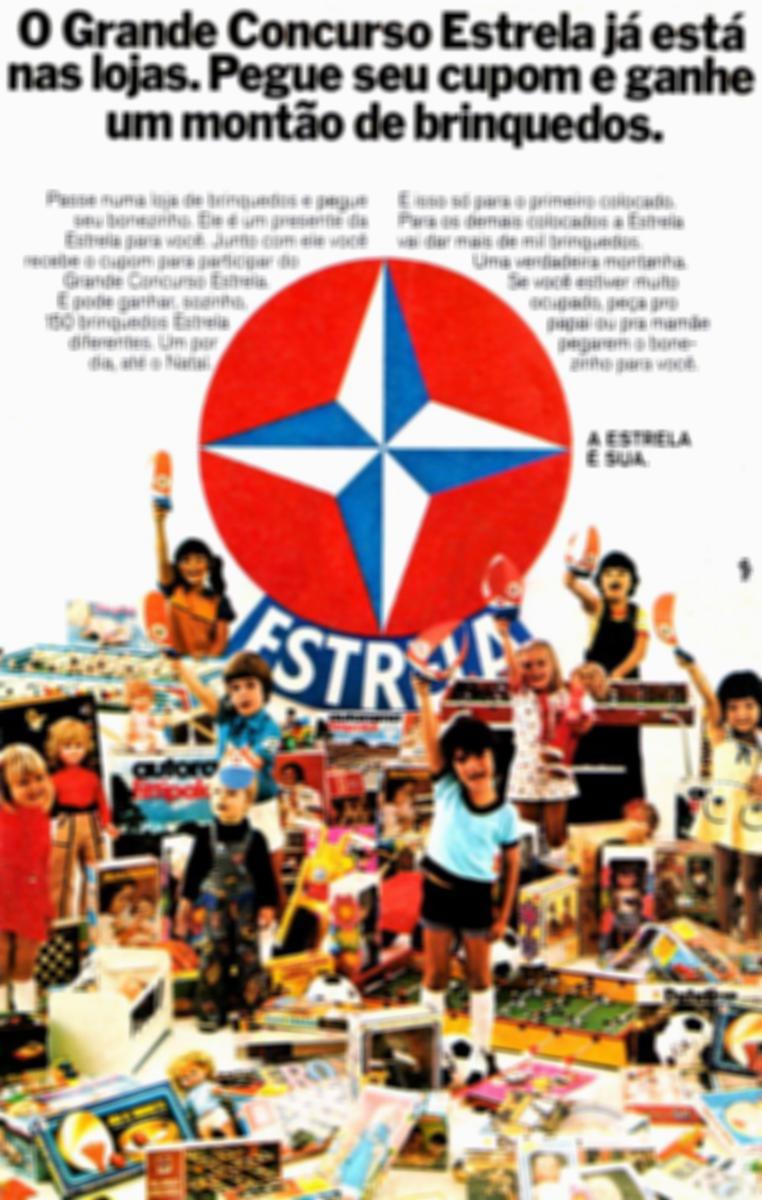 O Grande Concurso Estrela já está
nas lojas. Pegue seu cupom e ganhe
um montão de brinquedos.
Passe numa loja de brinquedos e pegue
seu bonezinho. Ele é um presente da
Estrela para você. Junto com ele você
recebe o cupom para participar do
Grande Concurso Estrela.
E pode ganhar, sozinho,
150 brinquedos Estrela
diferentes. Um por
dia, até o Natal.
E isso só para o primeiro colocado.
Para os demais colocados a Estrela
vai dar mais de mil brinquedos.
Uma verdadeira montanha.
Se você estiver muito
ocupado, peça pro
papai ou pra mamãe
pegarem o bone-
zinho para você.
A ESTRELA
É SUA.
ESTRELA
autora
fittipaldi